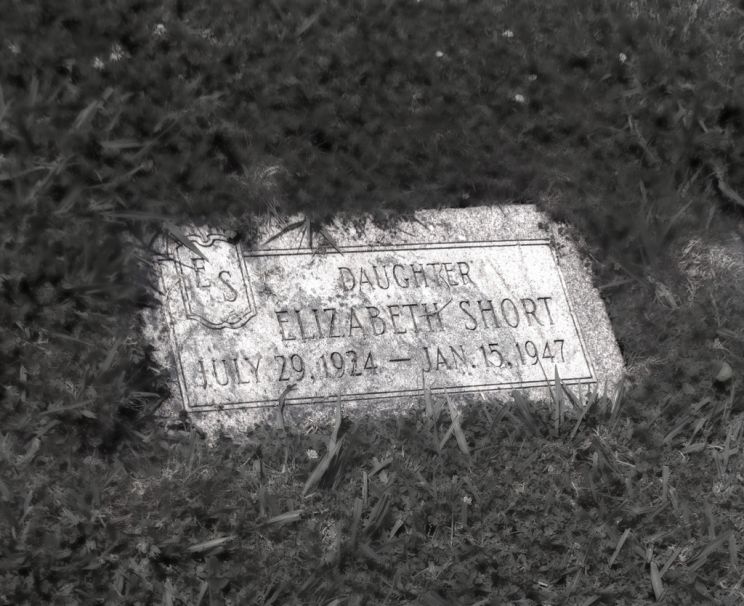 E S
DAUGHTER
ELIZABETH SHORT
JULY 29, 1924 — JAN. 15, 1947